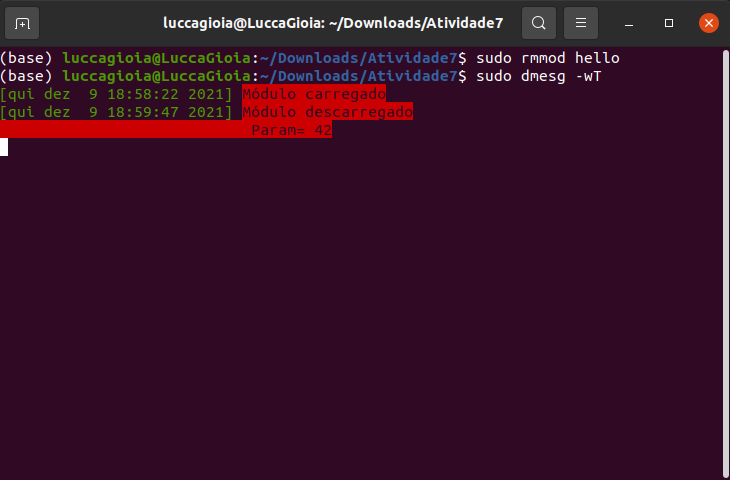 luccagioia@LuccaGioia: ~/Downloads/Atividade7
(base) luccagioia@LuccaGioia:~/Downloads/Atividade7$ sudo rmmod hello
(base) luccagioia@LuccaGioia:~/Downloads/Atividade7$ sudo dmesg -wT
[qui dez  9 18:58:22 2021] Módulo carregado
[qui dez  9 18:59:47 2021] Módulo descarregado
Param= 42